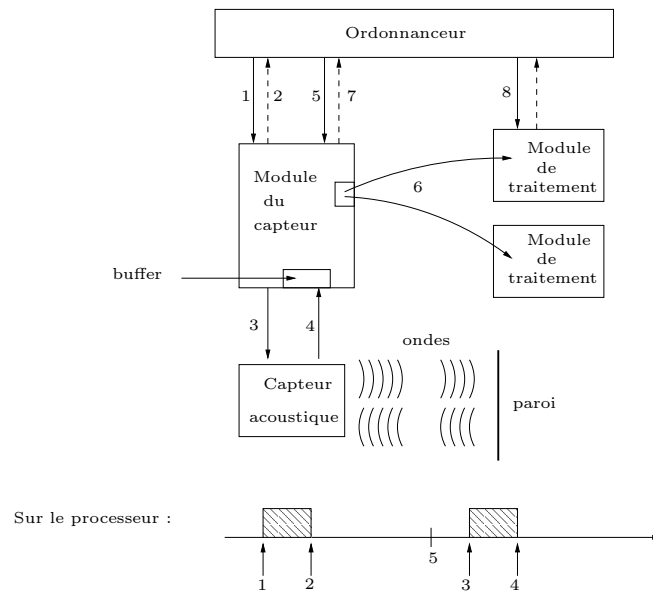 Ordonnanceur
1
2
5
7
8
Module
du
capteur
6
Module
de
traitement
Module
de
traitement
buffer
3
4
ondes
Capteur
acoustique
paroi
Sur le processeur :
5
1
2
3
4